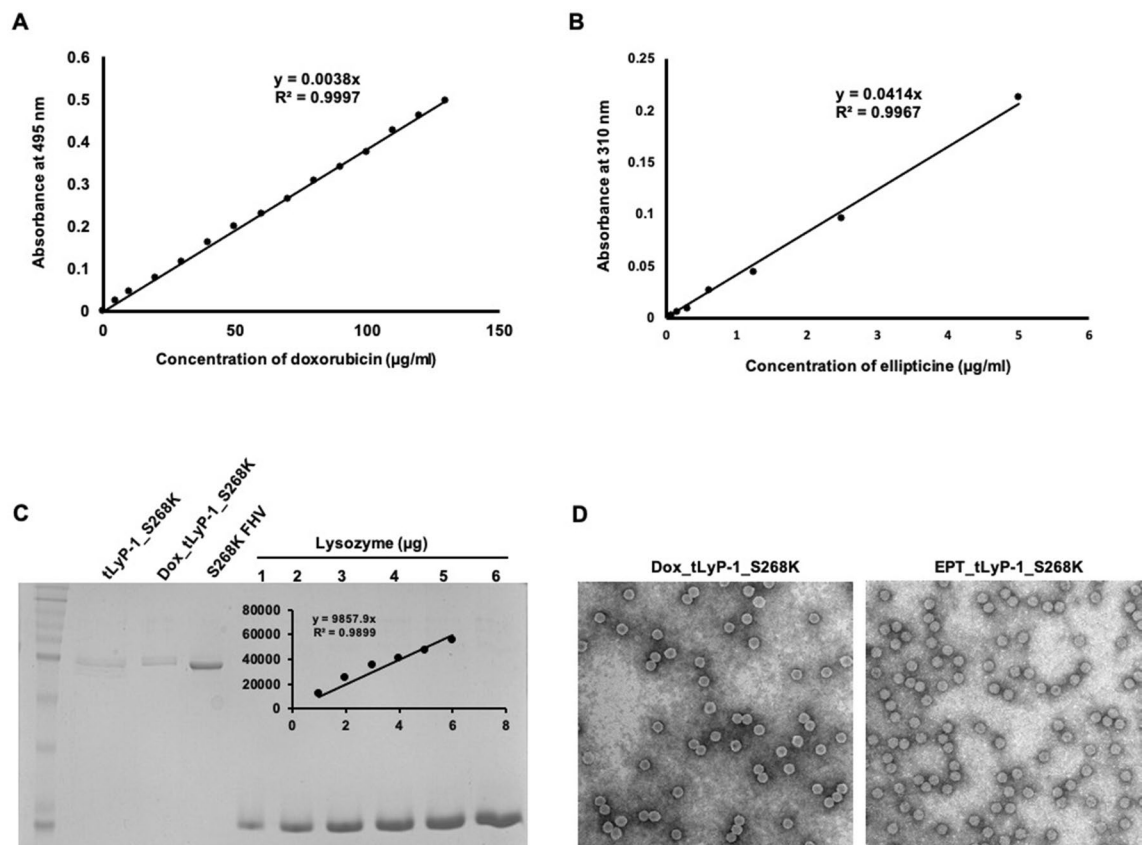 A
0.6
0.5
0.4
0.3
0.2
0.1
0
y = 0.0038x
R² = 0.9997
Absorbance at 495 nm
0 50 100 150
Concentration of doxorubicin (µg/ml)
B
0.25
0.2
0.15
0.1
0.05
0
y = 0.0414x
R² = 0.9967
Absorbance at 310 nm
0 1 2 3 4 5 6
Concentration of ellipticine (µg/ml)
C
tLyP-1_S268K
Dox_tLyP-1_S268K
S268K FHV
Lysozyme (µg)
1 2 3 4 5 6
80000
60000
40000
20000
0
y = 9857.9x
R² = 0.9899
0 2 4 6 8
D
Dox_tLyP-1_S268K
EPT_tLyP-1_S268K